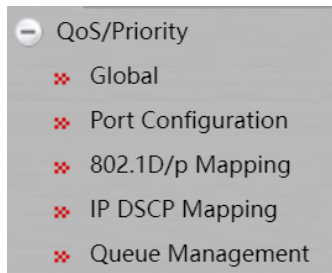 QoS/Priority
Global
Port Configuration
802.1D/p Mapping
IP DSCP Mapping
Queue Management